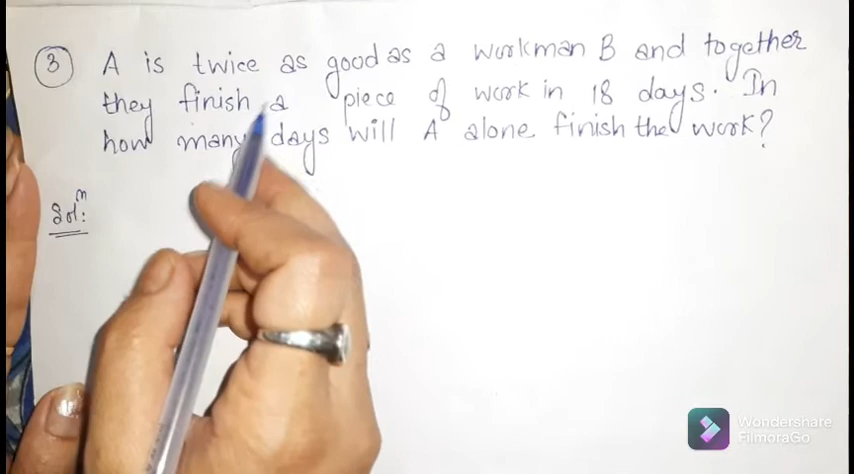 3 A is twice as good as a workman B and together
they finish a piece of work in 18 days. In
how many days will A alone finish the work?
Solⁿ:
Wondershare
FilmoraGo